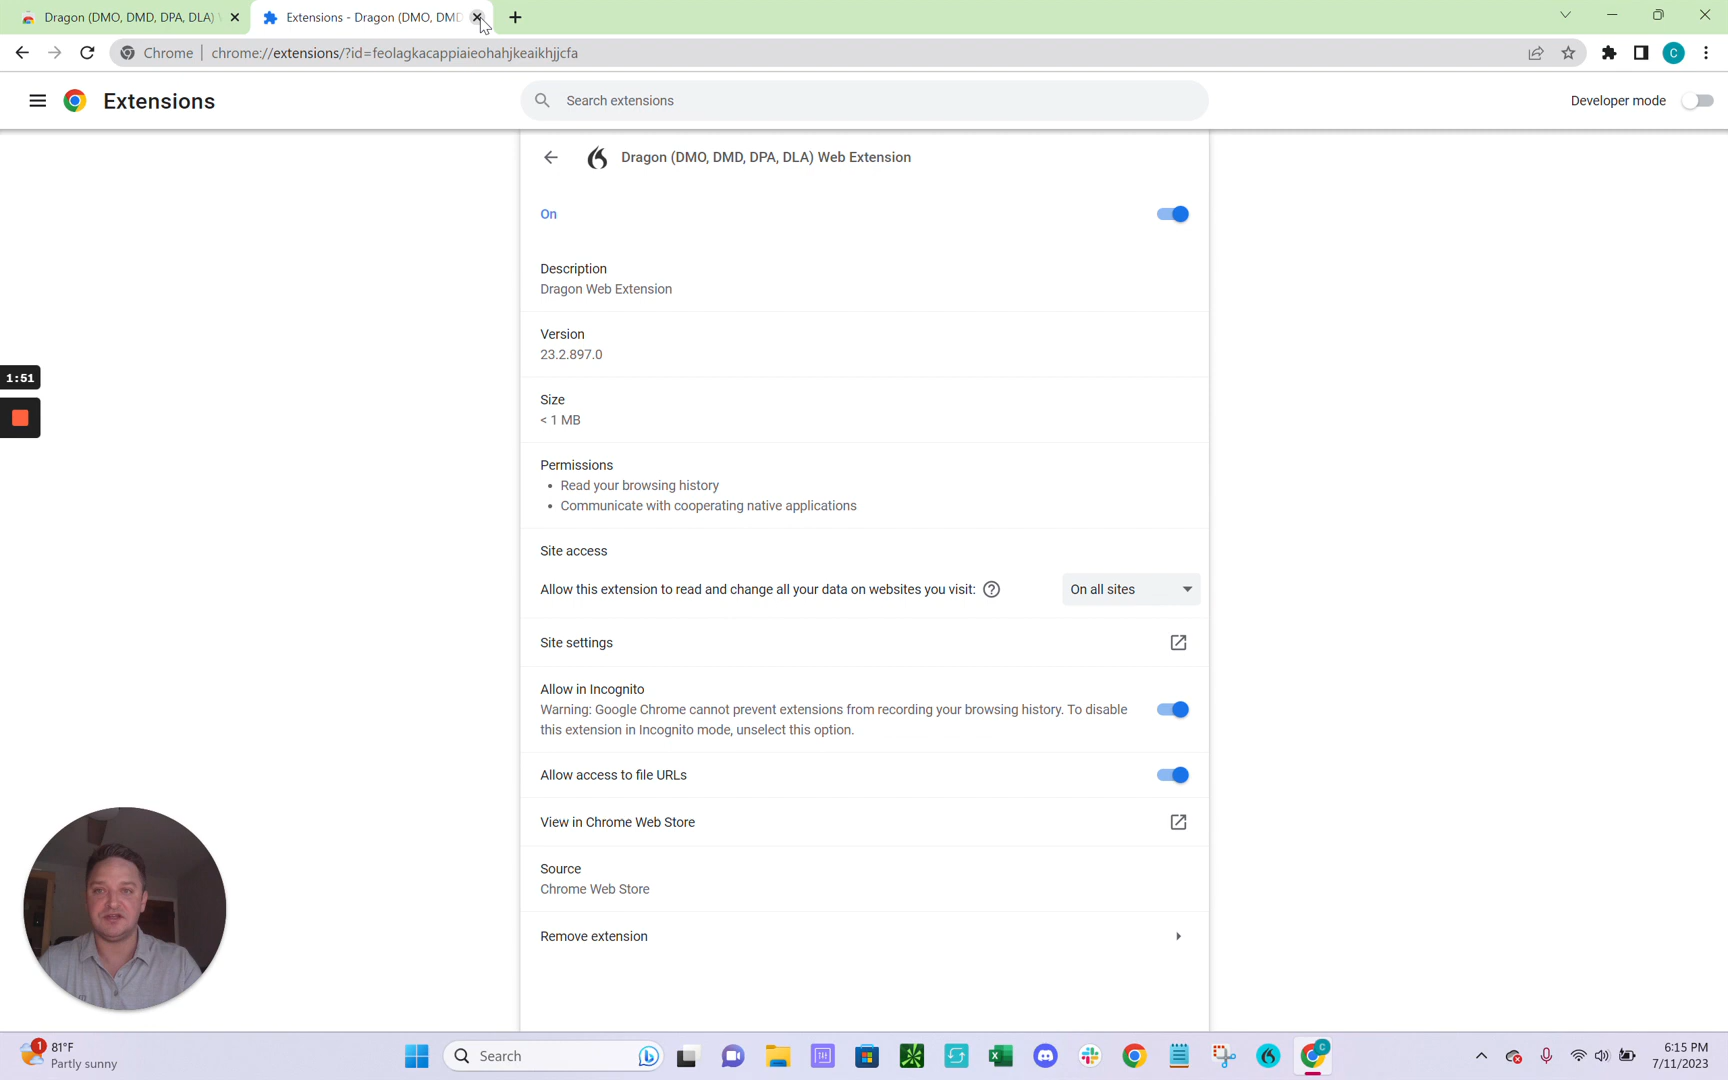 Dragon (DMO, DMD, DPA, DLA)
Extensions - Dragon (DMO, DMD
Chrome
chrome://extensions/?id=feolagkacappiaieohahjkeaikhjjcfa
C
Extensions
Search extensions
Developer mode
Dragon (DMO, DMD, DPA, DLA) Web Extension
On
Description
Dragon Web Extension
Version
23.2.897.0
1:51
Size
< 1 MB
Permissions
• Read your browsing history
• Communicate with cooperating native applications
Site access
Allow this extension to read and change all your data on websites you visit:
On all sites
Site settings
Allow in Incognito
Warning: Google Chrome cannot prevent extensions from recording your browsing history. To disable
this extension in Incognito mode, unselect this option.
Allow access to file URLs
View in Chrome Web Store
Source
Chrome Web Store
Remove extension
1
81°F
Partly sunny
Search
C
6:15 PM
7/11/2023